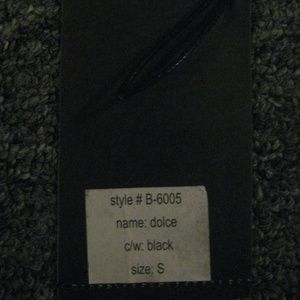 style # B-6005
name: dolce
c/w: black
size: S